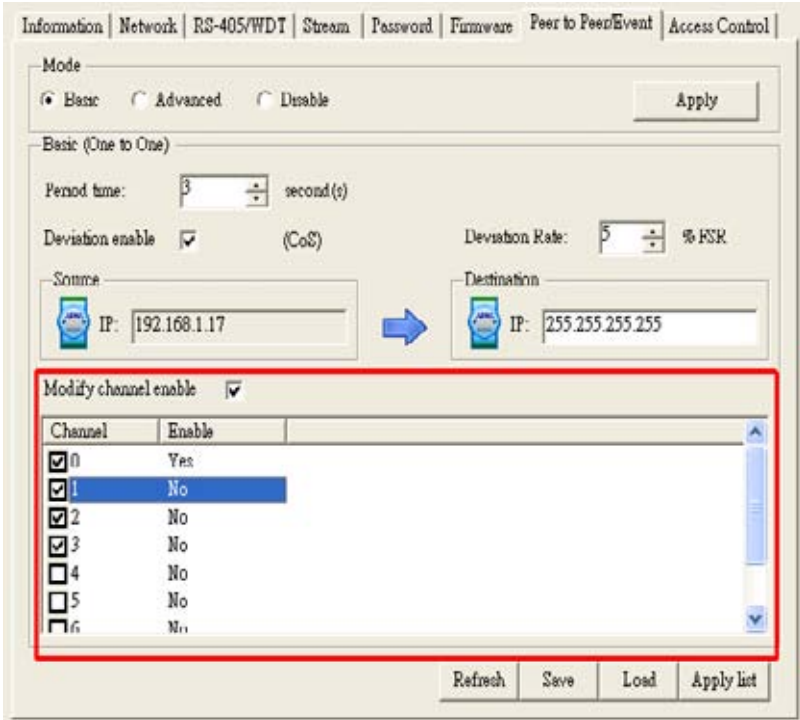 Information Network RS-405/WDT Stream Password Firmware Peer to Peer/Event Access Control
Mode
Basic Advanced Disable Apply
Basic (One to One)
Period time: 3 second(s)
Deviation enable (CoS) Deviation Rate: 5 % FSR
Source Destination
IP: 192.168.1.17 IP: 255.255.255.255
Modify channel enable
Channel Enable
0 Yes
1 No
2 No
3 No
4 No
5 No
6 No
Refresh Save Load Apply list